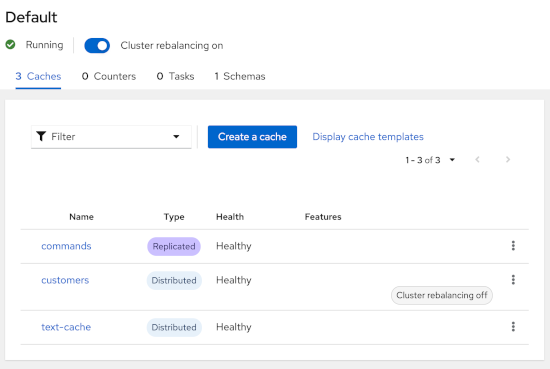 Default
Running Cluster rebalancing on
3 Caches 0 Counters 0 Tasks 1 Schemas
Filter Create a cache Display cache templates
1 - 3 of 3
Name Type Health Features
commands Replicated Healthy
customers Distributed Healthy
Cluster rebalancing off
text-cache Distributed Healthy